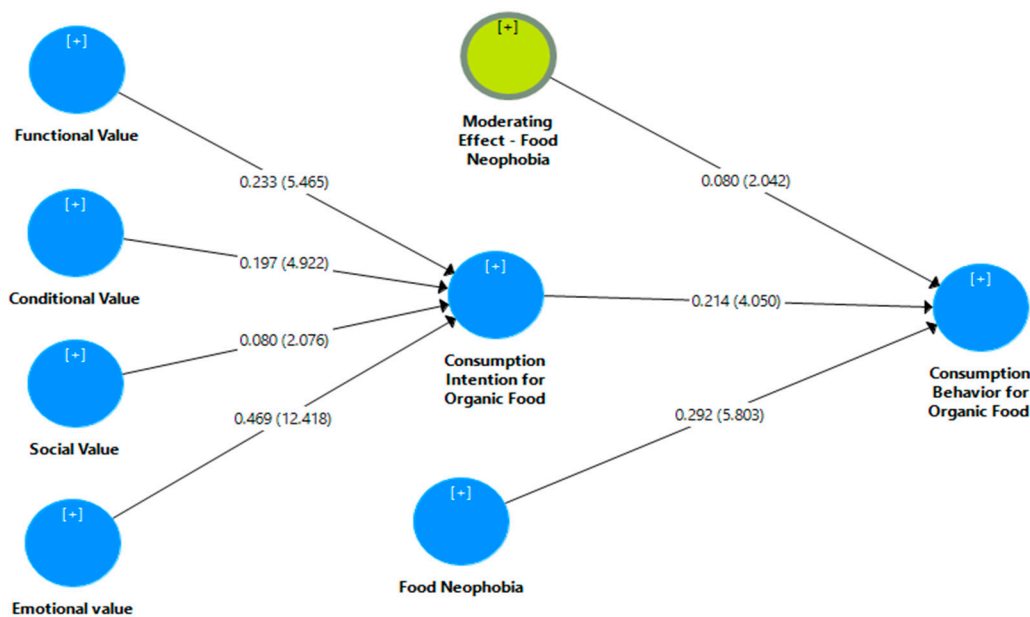 [+]
Functional Value
[+]
Moderating
Effect - Food
Neophobia
0.233 (5.465)
0.080 (2.042)
[+]
Conditional Value
0.197 (4.922)
[+]
Consumption
Intention for
Organic Food
0.214 (4.050)
[+]
Consumption
Behavior for
Organic Food
0.080 (2.076)
[+]
Social Value
0.469 (12.418)
0.292 (5.803)
[+]
Emotional value
[+]
Food Neophobia